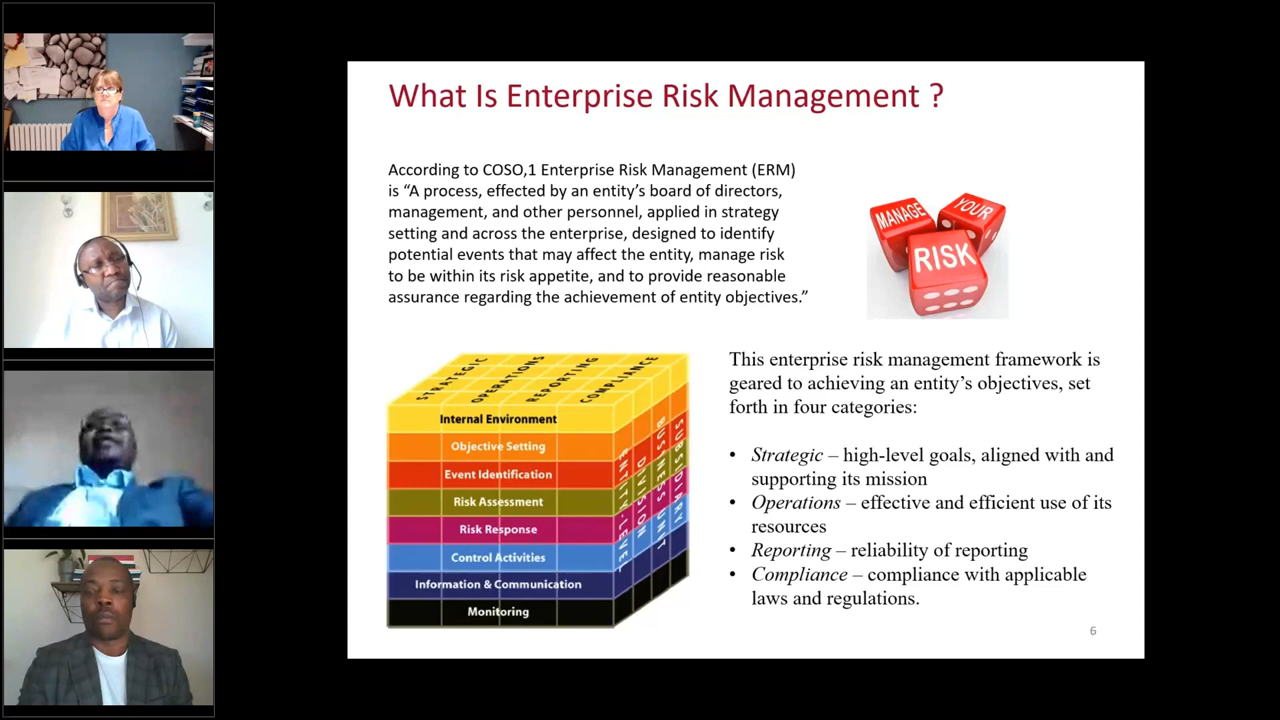 What Is Enterprise Risk Management ?
According to COSO,1 Enterprise Risk Management (ERM)
is “A process, effected by an entity’s board of directors,
management, and other personnel, applied in strategy
setting and across the enterprise, designed to identify
potential events that may affect the entity, manage risk
to be within its risk appetite, and to provide reasonable
assurance regarding the achievement of entity objectives.”
MANAGE
YOUR
RISK
STRATEGIC
OPERATIONS
REPORTING
COMPLIANCE
Internal Environment
Objective Setting
Event Identification
Risk Assessment
Risk Response
Control Activities
Information & Communication
Monitoring
ENTITY-LEVEL
DIVISION
BUSINESS UNIT
SUBSIDIARY
This enterprise risk management framework is
geared to achieving an entity’s objectives, set
forth in four categories:
• Strategic – high-level goals, aligned with and
supporting its mission
• Operations – effective and efficient use of its
resources
• Reporting – reliability of reporting
• Compliance – compliance with applicable
laws and regulations.
6